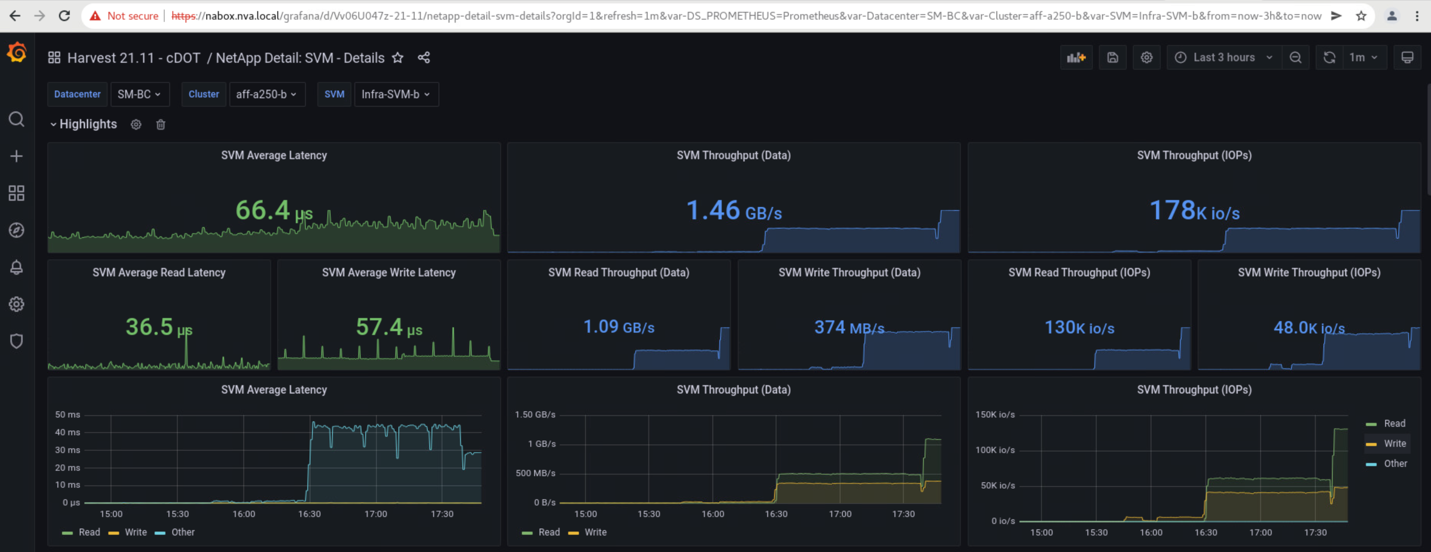 Not secure | https://nabox.nva.local/grafana/d/Vv06U047z-21-11/netapp-detail-svm-details?orgId=1&refresh=1m&var-DS_PROMETHEUS=Prometheus&var-Datacenter=SM-BC&var-Cluster=aff-a250-b&var-SVM=Infra-SVM-b&from=now-3h&to=now
Harvest 21.11 - cDOT / NetApp Detail: SVM - Details
Last 3 hours
1m
Datacenter SM-BC Cluster aff-a250-b SVM Infra-SVM-b
Highlights
SVM Average Latency
66.4 µs
SVM Throughput (Data)
1.46 GB/s
SVM Throughput (IOPs)
178K io/s
SVM Average Read Latency
36.5 µs
SVM Average Write Latency
57.4 µs
SVM Read Throughput (Data)
1.09 GB/s
SVM Write Throughput (Data)
374 MB/s
SVM Read Throughput (IOPs)
130K io/s
SVM Write Throughput (IOPs)
48.0K io/s
SVM Average Latency
50 ms
40 ms
30 ms
20 ms
10 ms
0 µs
15:00 15:30 16:00 16:30 17:00 17:30
Read Write Other
SVM Throughput (Data)
1.50 GB/s
1 GB/s
500 MB/s
0 B/s
15:00 15:30 16:00 16:30 17:00 17:30
Read Write
SVM Throughput (IOPs)
150K io/s
100K io/s
50K io/s
0 io/s
15:00 15:30 16:00 16:30 17:00 17:30
Read
Write
Other